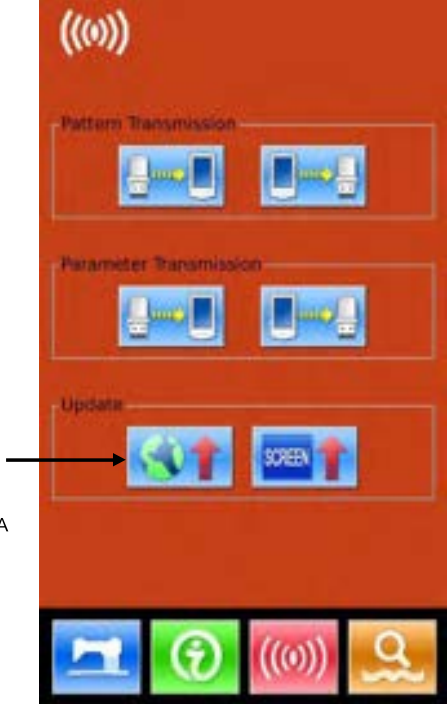 Pattern Transmission
Parameter Transmission
Update
SCREEN
A